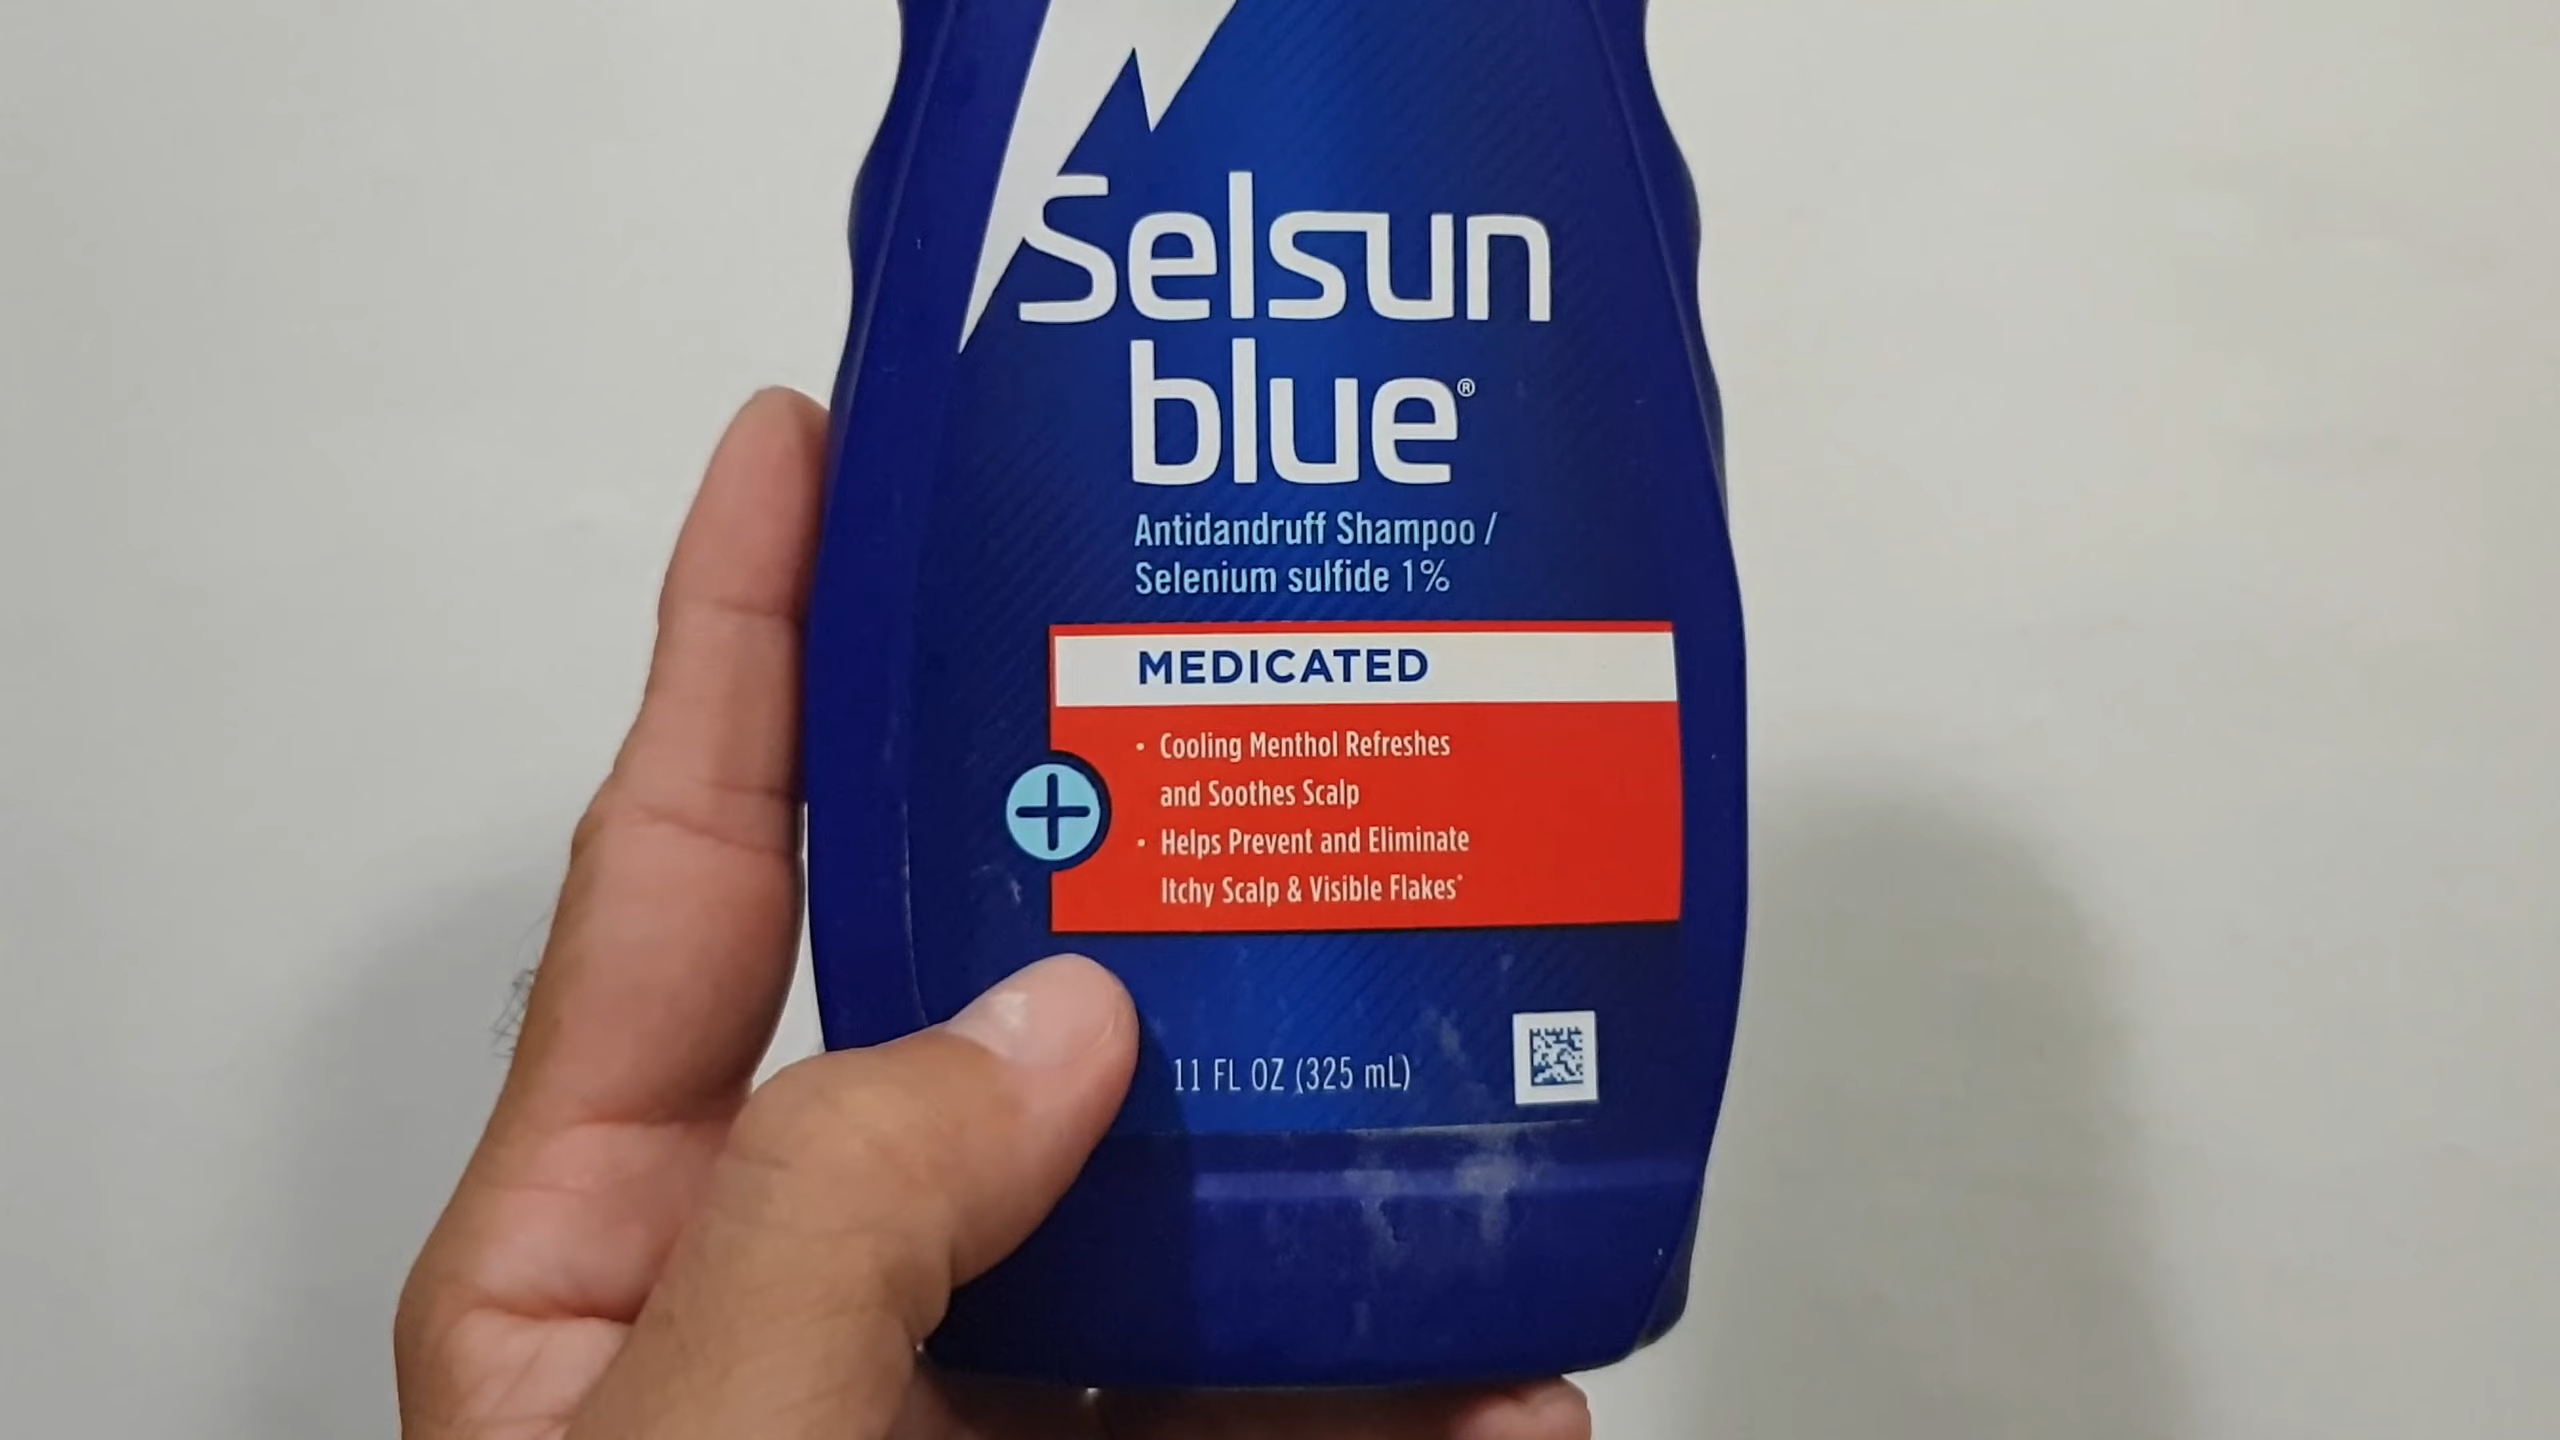 Selsun
blue®
Antidandruff Shampoo /
Selenium sulfide 1%
MEDICATED
• Cooling Menthol Refreshes
and Soothes Scalp
• Helps Prevent and Eliminate
Itchy Scalp & Visible Flakes*
11 FL OZ (325 mL)